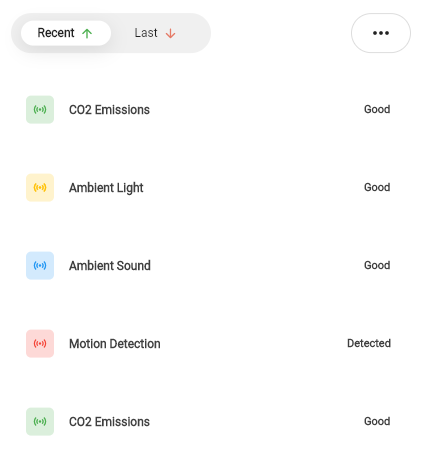 Recent Last
CO2 Emissions Good
Ambient Light Good
Ambient Sound Good
Motion Detection Detected
CO2 Emissions Good